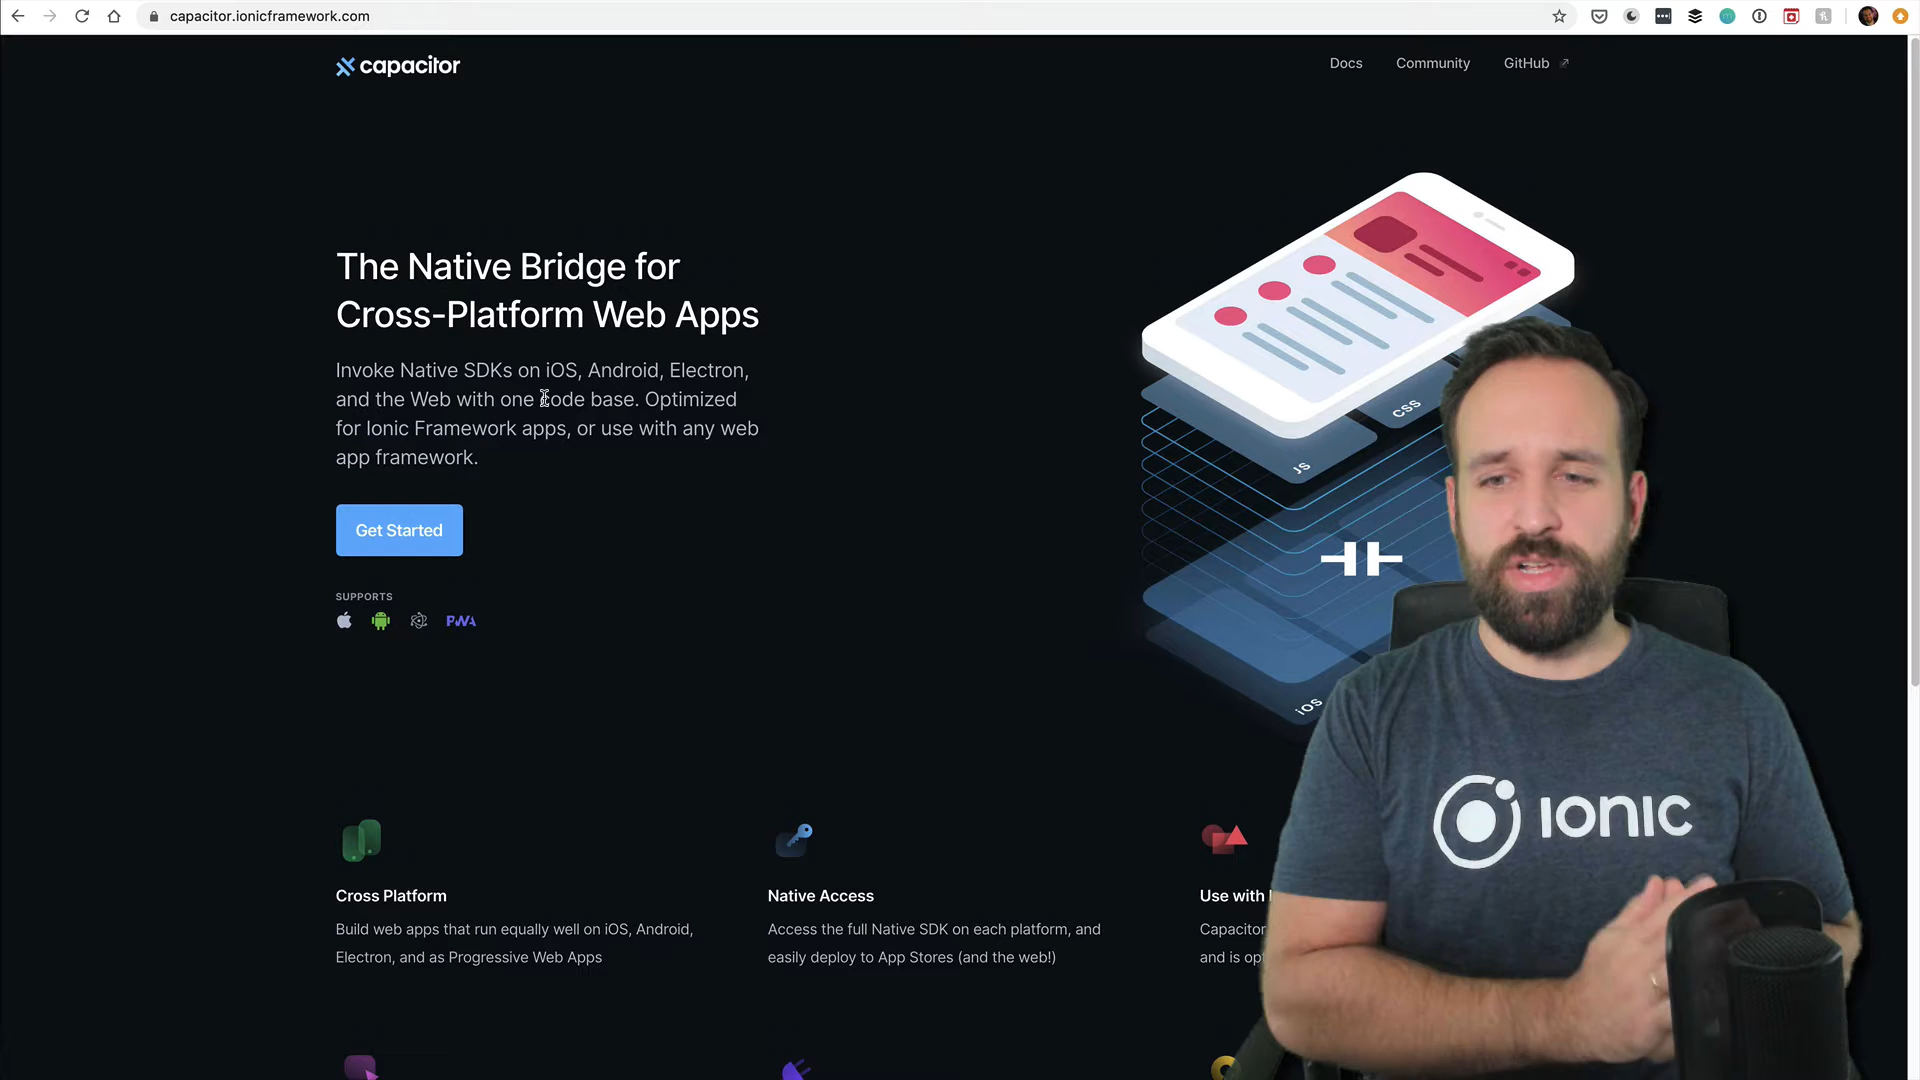 capacitor.ionicframework.com
capacitor
Docs
Community
GitHub
The Native Bridge for
Cross-Platform Web Apps
Invoke Native SDKs on iOS, Android, Electron,
and the Web with one code base. Optimized
for Ionic Framework apps, or use with any web
app framework.
Get Started
SUPPORTS
PWA
CSS
JS
iOS
IONIC
Cross Platform
Build web apps that run equally well on iOS, Android,
Electron, and as Progressive Web Apps
Native Access
Access the full Native SDK on each platform, and
easily deploy to App Stores (and the web!)
Use with
Capacitor
and is